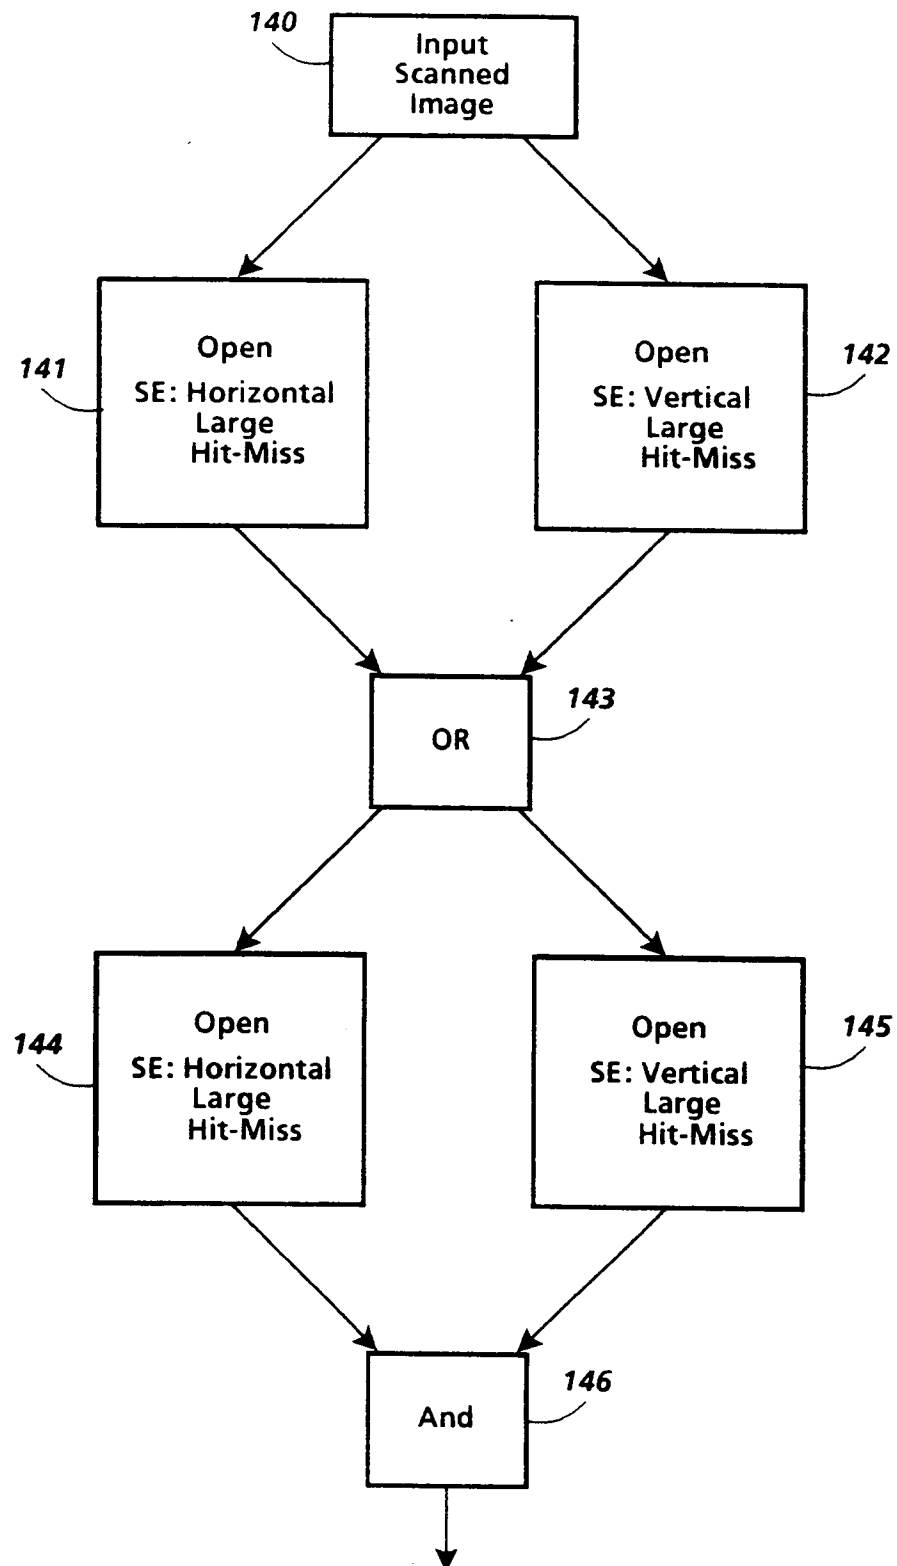 140
Input
Scanned
Image
141
Open
SE: Horizontal
Large
Hit-Miss
142
Open
SE: Vertical
Large
Hit-Miss
143
OR
144
Open
SE: Horizontal
Large
Hit-Miss
145
Open
SE: Vertical
Large
Hit-Miss
146
And